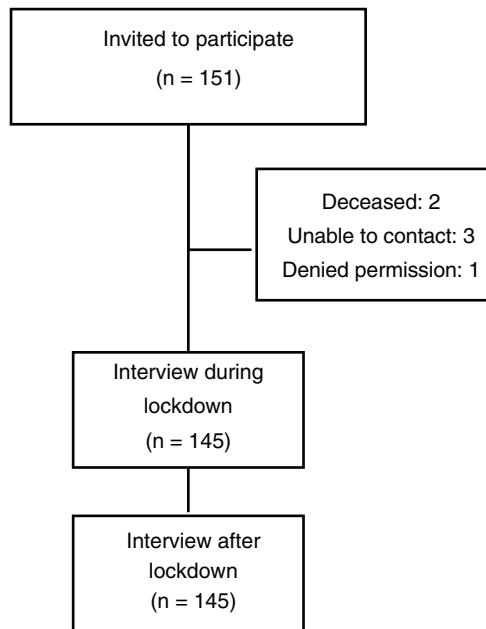 Invited to participate
(n = 151)
Deceased: 2
Unable to contact: 3
Denied permission: 1
Interview during
lockdown
(n = 145)
Interview after
lockdown
(n = 145)